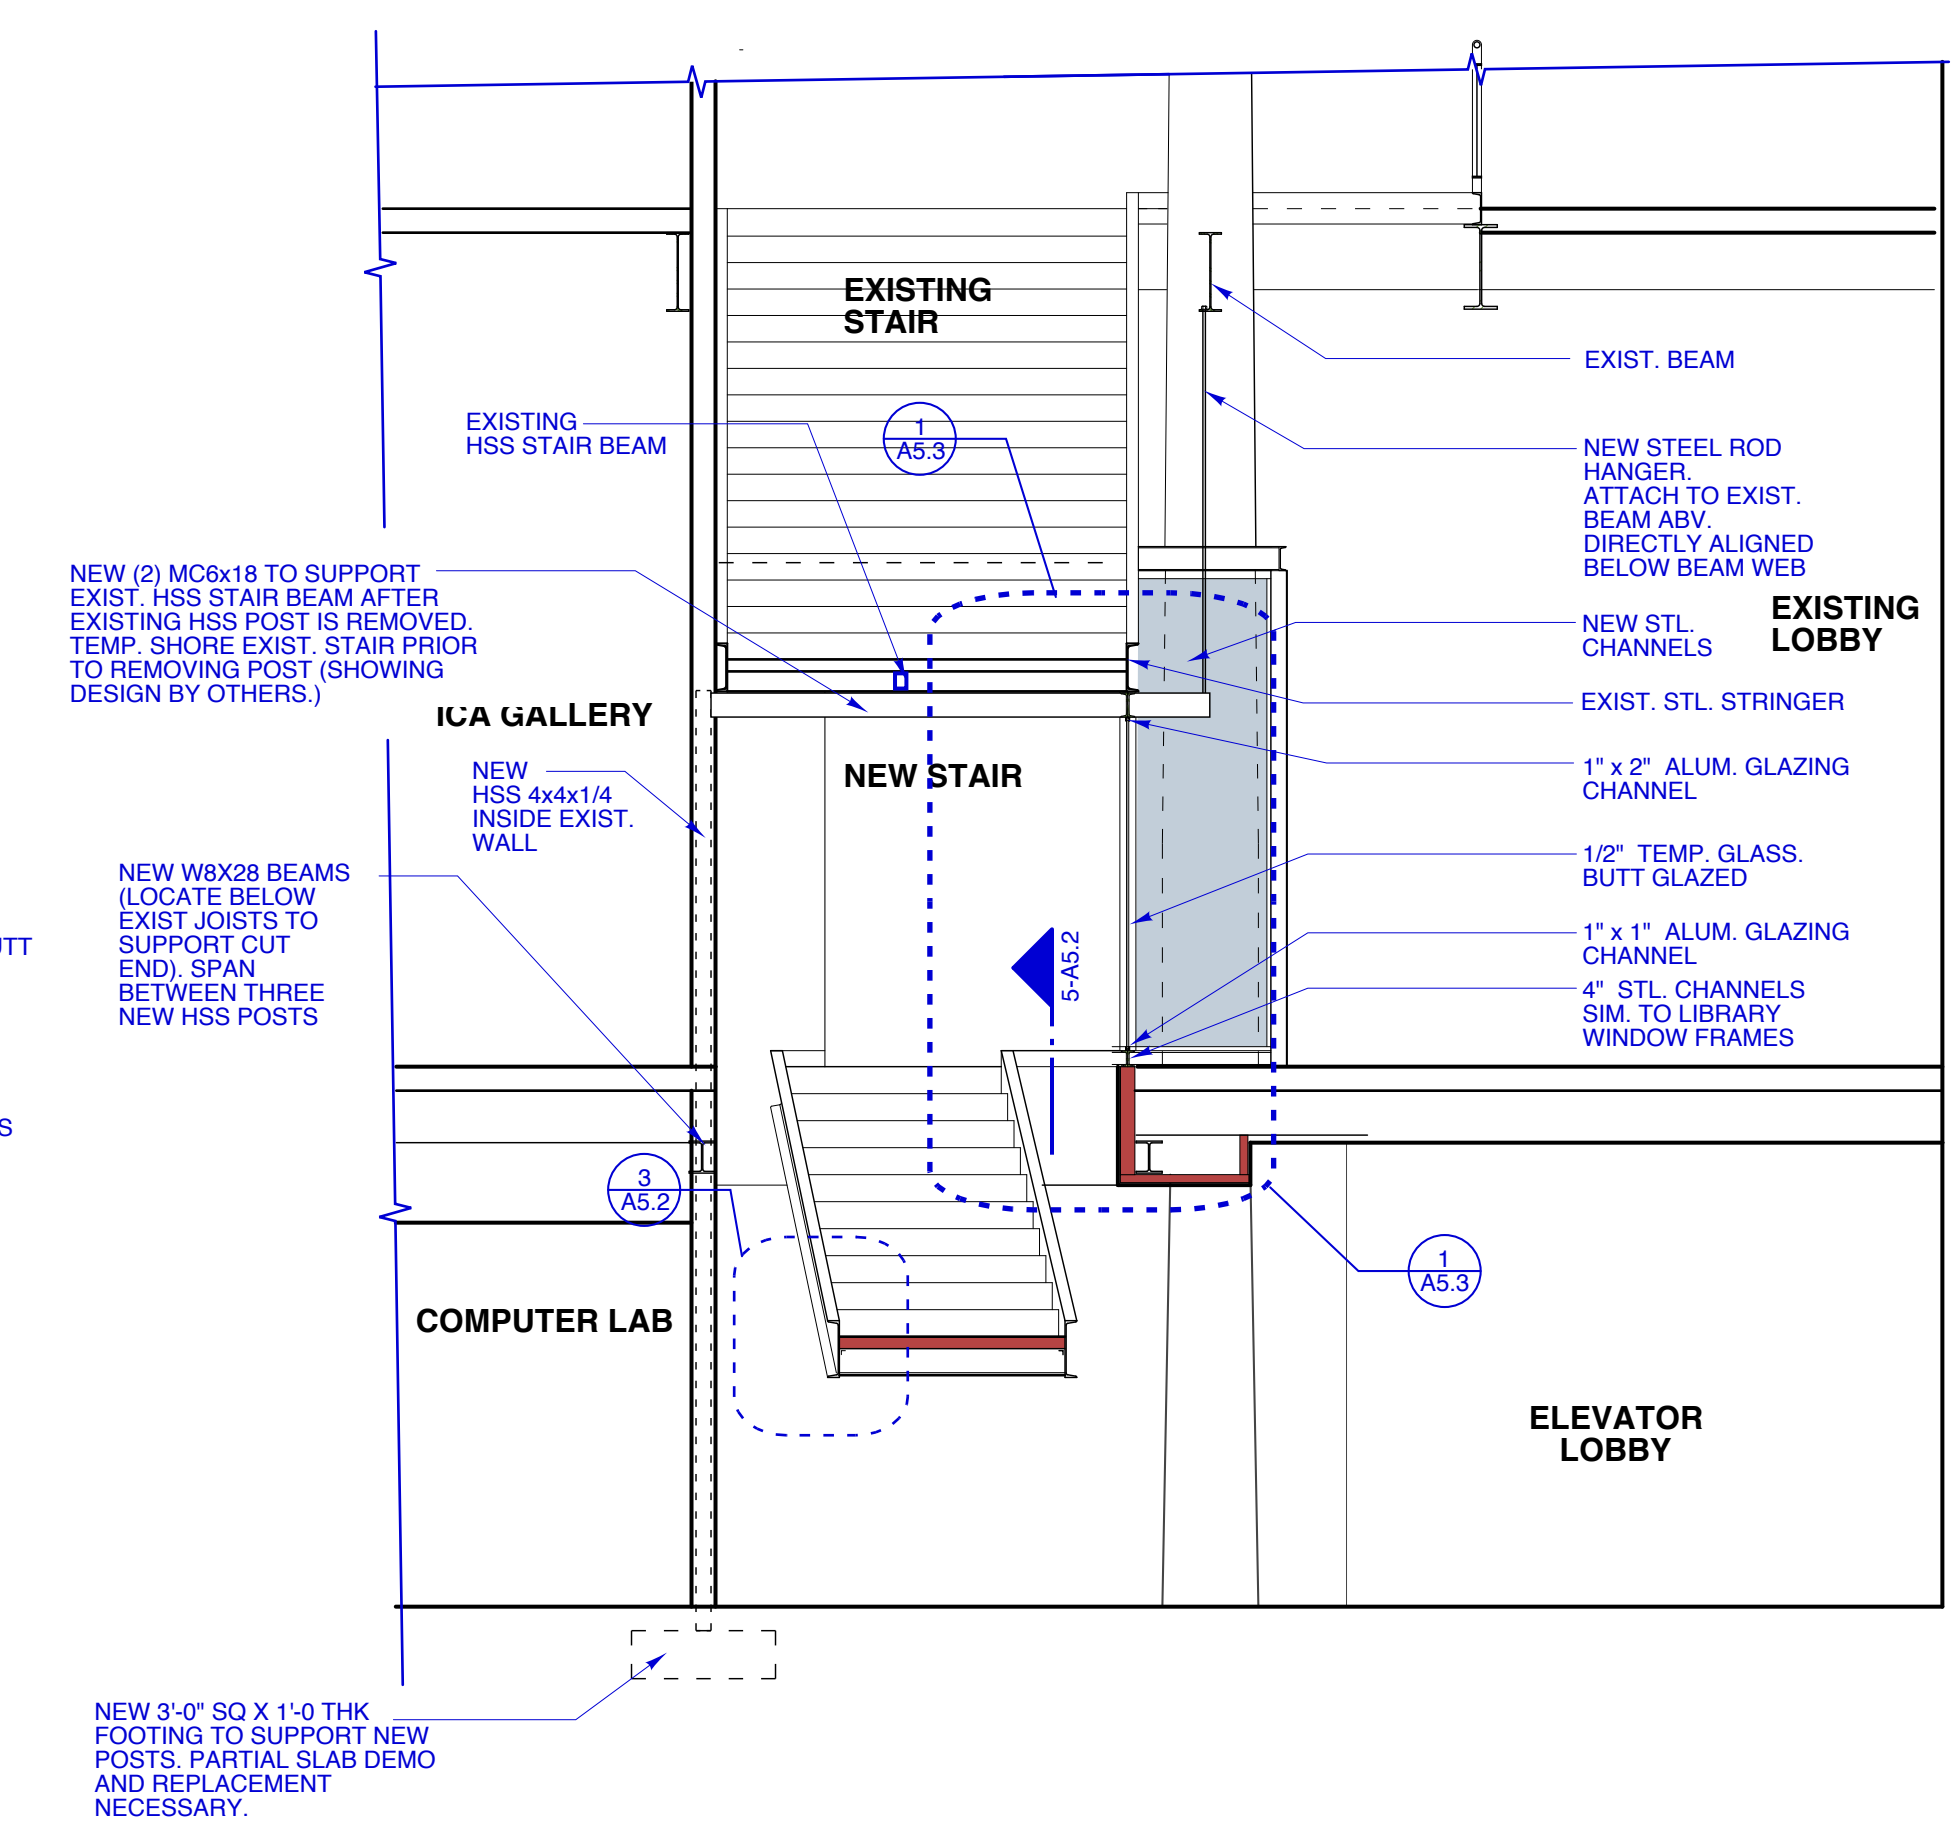 EXISTING
STAIR
EXIST. BEAM
EXISTING
HSS STAIR BEAM
1
A5.3
NEW STEEL ROD
HANGER.
ATTACH TO EXIST.
BEAM ABV.
DIRECTLY ALIGNED
BELOW BEAM WEB
NEW (2) MC6x18 TO SUPPORT
EXIST. HSS STAIR BEAM AFTER
EXISTING HSS POST IS REMOVED.
TEMP. SHORE EXIST. STAIR PRIOR
TO REMOVING POST (SHOWING
DESIGN BY OTHERS.)
EXISTING
LOBBY
NEW STL.
CHANNELS
EXIST. STL. STRINGER
ICA GALLERY
NEW STAIR
NEW
HSS 4x4x1/4
INSIDE EXIST.
WALL
1" x 2" ALUM. GLAZING
CHANNEL
NEW W8X28 BEAMS
(LOCATE BELOW
EXIST JOISTS TO
SUPPORT CUT
END). SPAN
BETWEEN THREE
NEW HSS POSTS
1/2" TEMP. GLASS.
BUTT GLAZED
UTT
5-A5.2
1" x 1" ALUM. GLAZING
CHANNEL
4" STL. CHANNELS
SIM. TO LIBRARY
WINDOW FRAMES
S
3
A5.2
1
A5.3
COMPUTER LAB
ELEVATOR
LOBBY
NEW 3'-0" SQ X 1'-0 THK
FOOTING TO SUPPORT NEW
POSTS. PARTIAL SLAB DEMO
AND REPLACEMENT
NECESSARY.